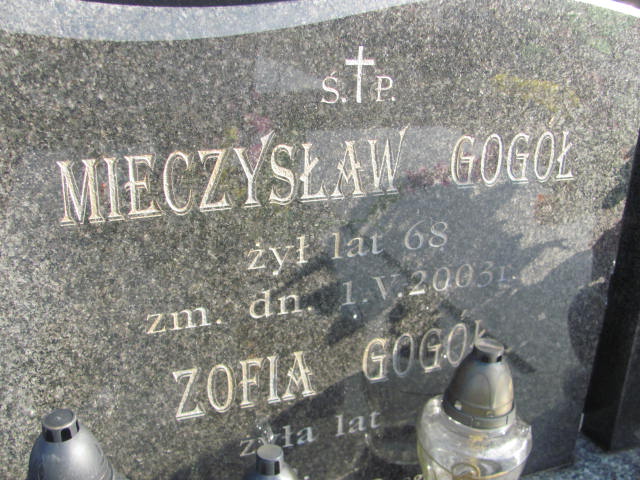 Ś. P.
MIECZYSŁAW GOGÓŁ
żył lat 68
zm. dn. 1.V.2003r.
ZOFIA GOGÓŁ
żyła lat